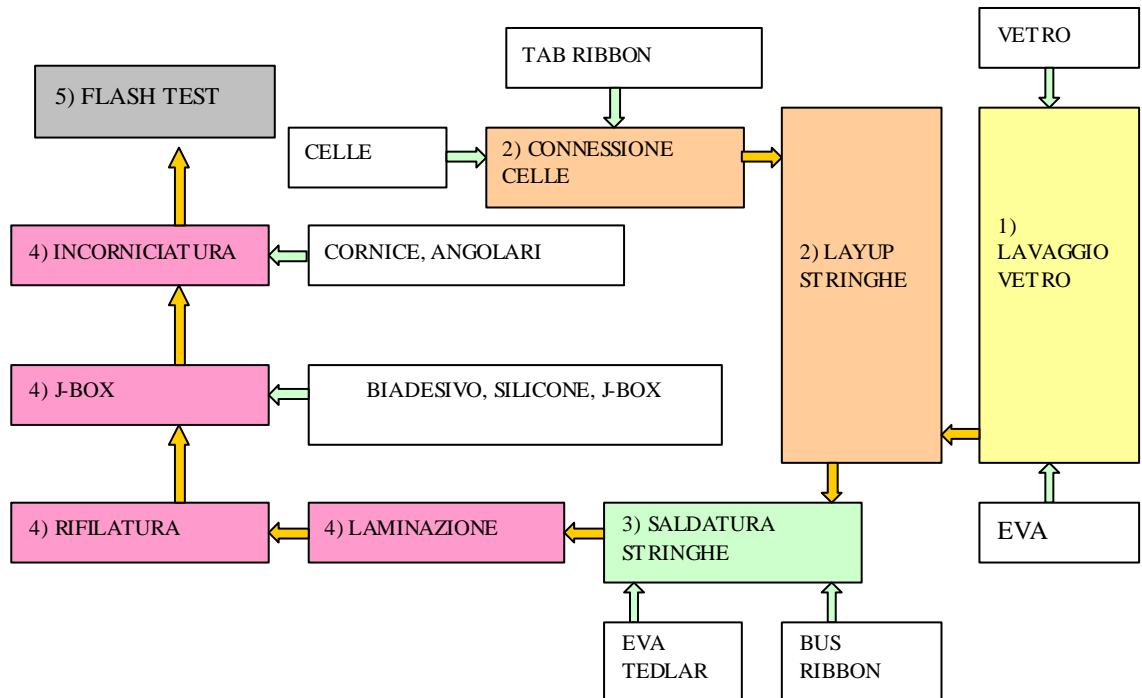 VETRO
TAB RIBBON
5) FLASH TEST
CELLE
2) CONNESSIONE
CELLE
1)
LAVAGGIO
VETRO
2) LAYUP
STRINGHE
4) INCORNICIATURA
CORNICE, ANGOLARI
4) J-BOX
BIADESIVO, SILICONE, J-BOX
4) RIFILATURA
4) LAMINAZIONE
3) SALDATURA
STRINGHE
EVA
EVA
TEDLAR
BUS
RIBBON